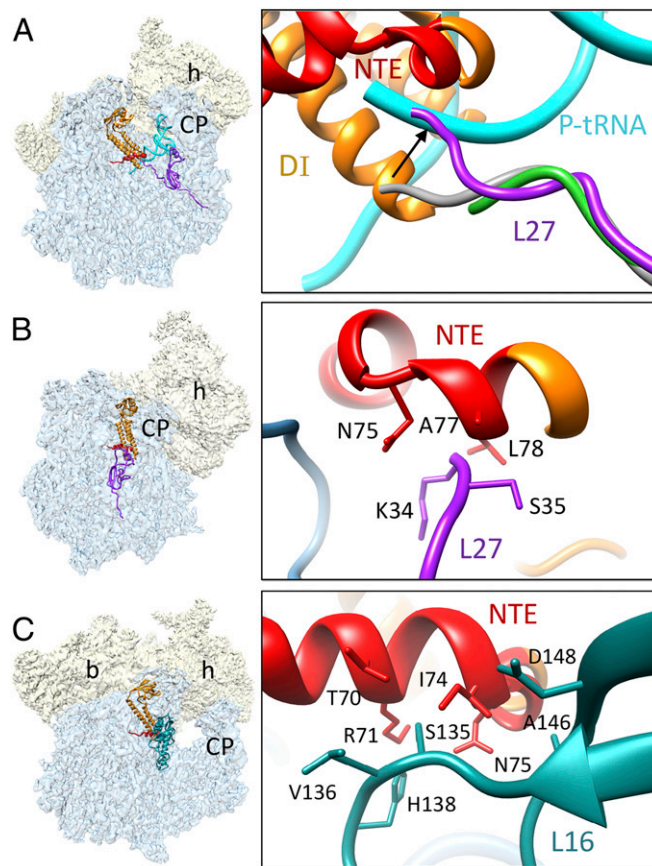 A
h
CP
NTE
P-tRNA
DI
L27
B
h
CP
NTE
N75
A77
L78
K34
S35
L27
C
b
h
CP
NTE
D148
T70
I74
A146
R71
S135
N75
V136
H138
L16